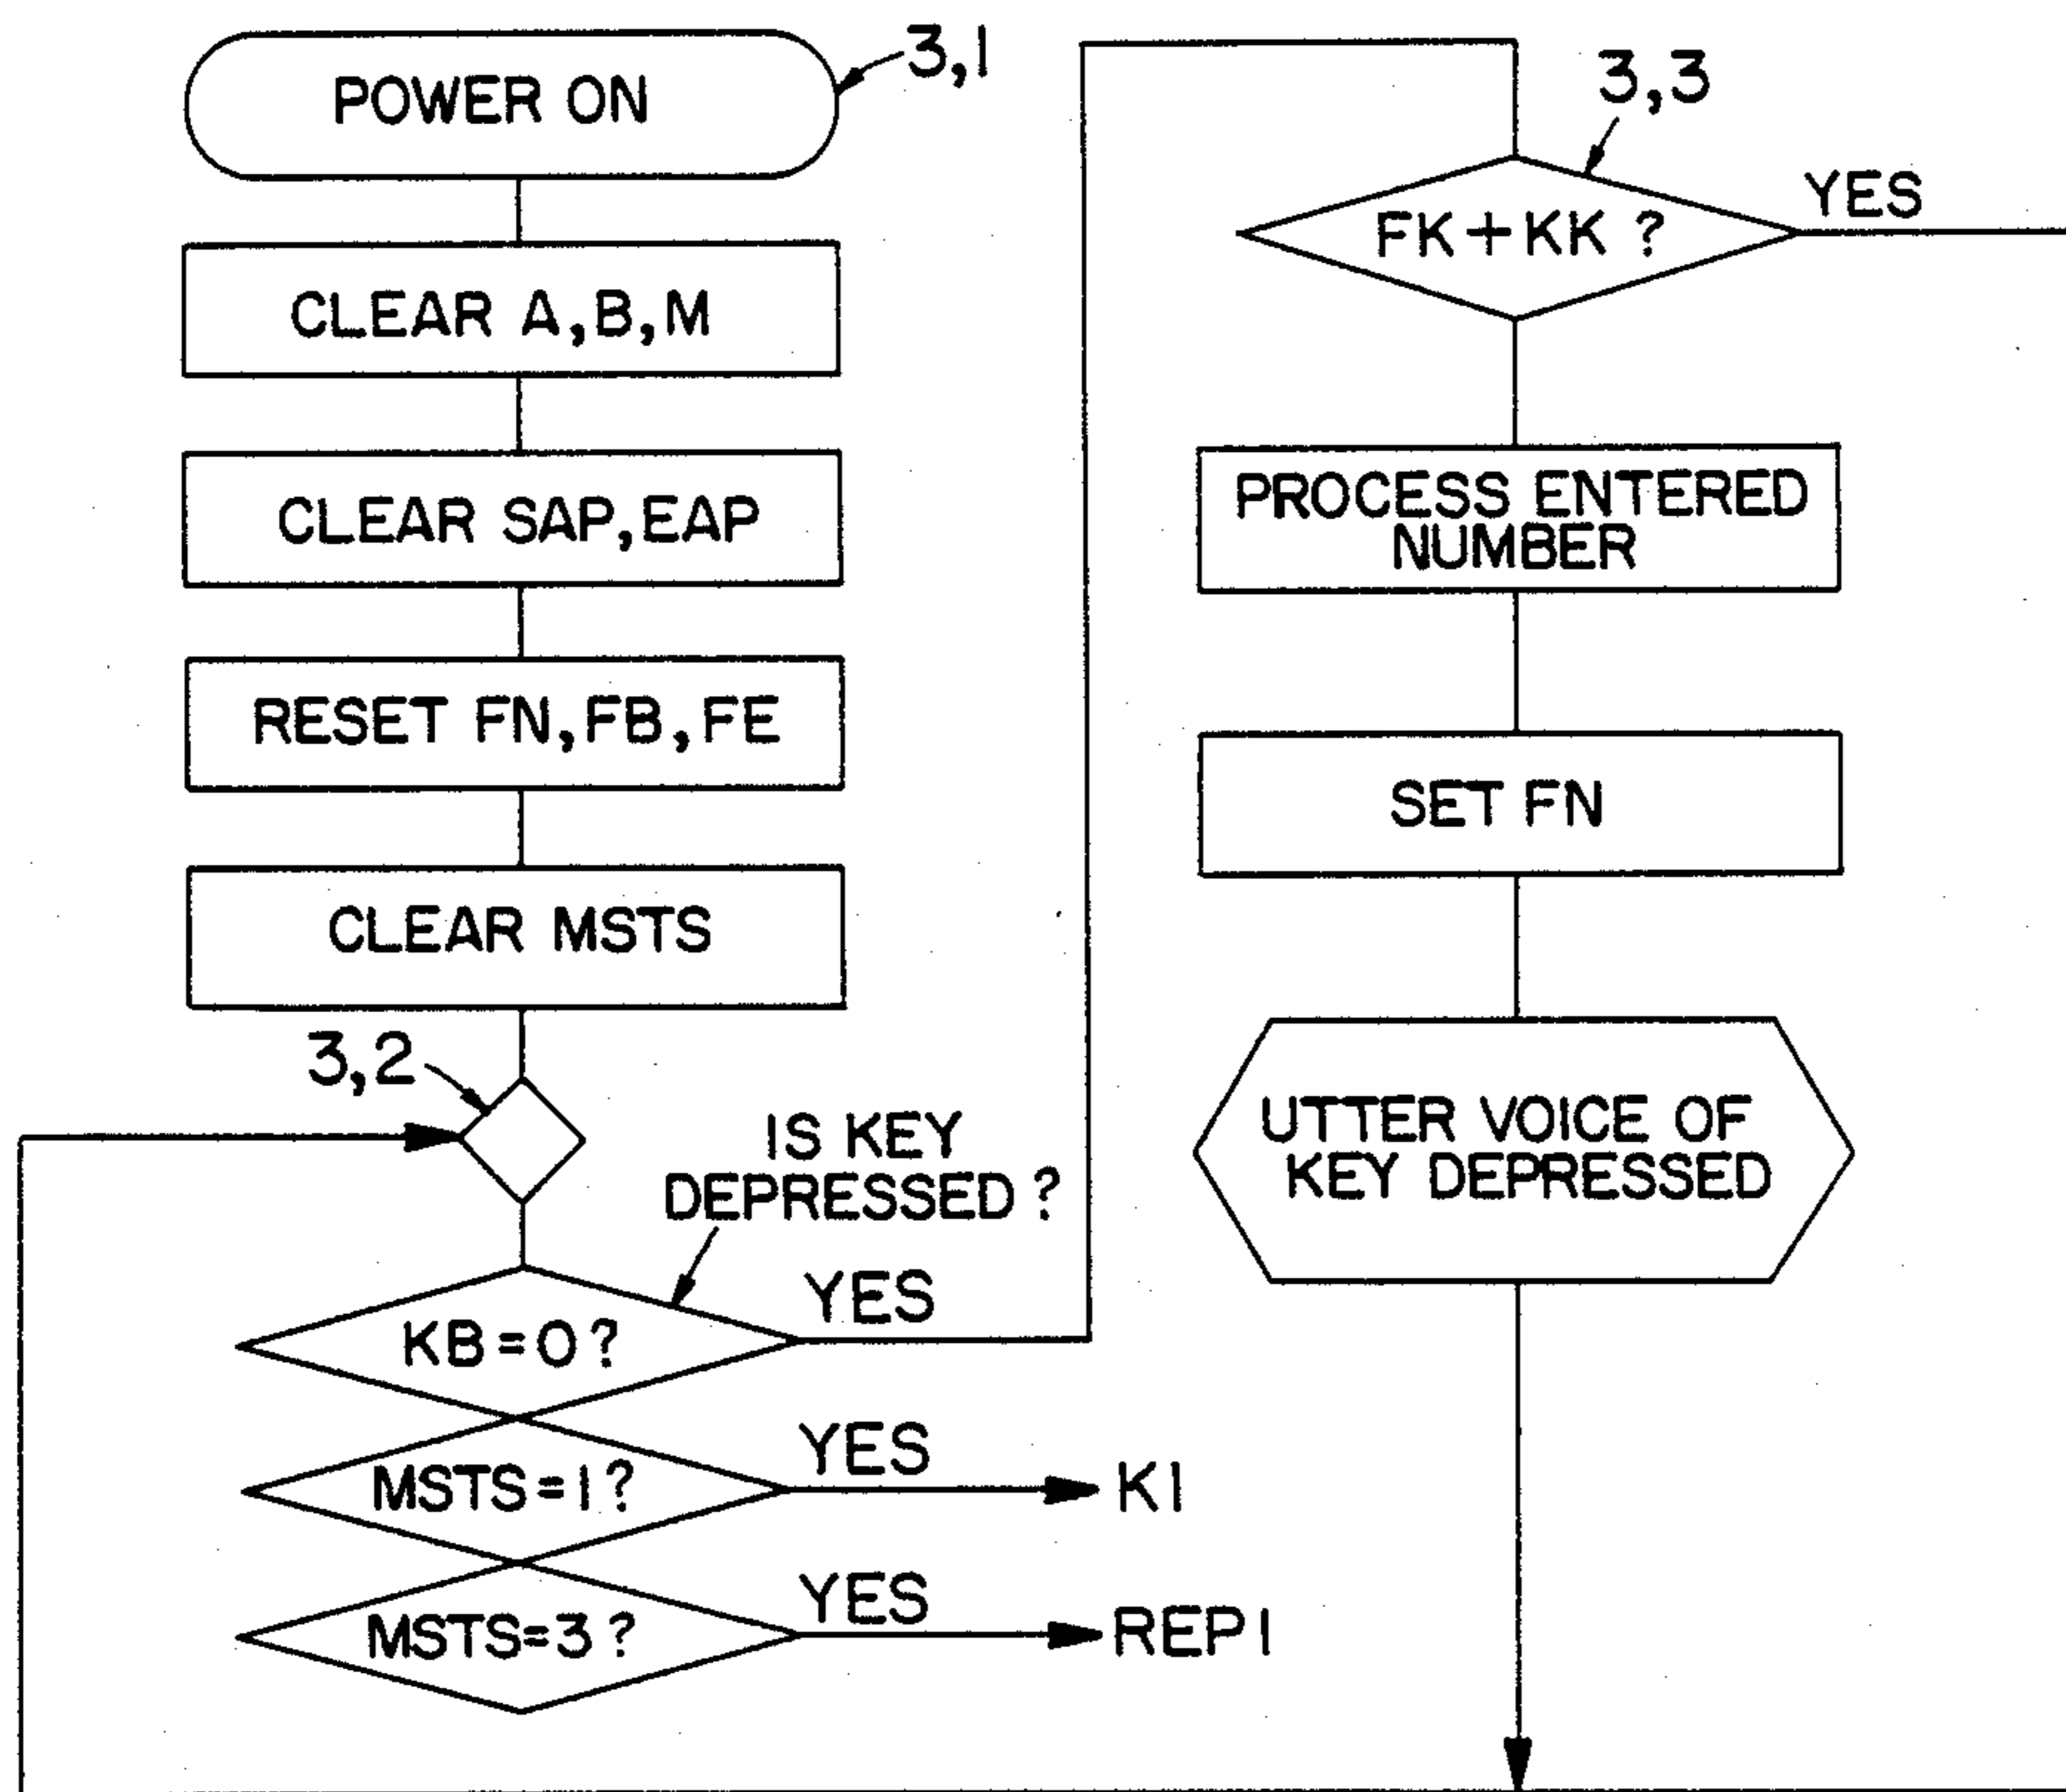 POWER ON
3,1
CLEAR A,B,M
CLEAR SAP,EAP
RESET FN,FB,FE
CLEAR MSTS
3,2
IS KEY
DEPRESSED ?
KB=0?
YES
MSTS=1?
YES
K1
MSTS=3?
YES
REP1
3,3
FK+KK ?
YES
PROCESS ENTERED
NUMBER
SET FN
UTTER VOICE OF
KEY DEPRESSED